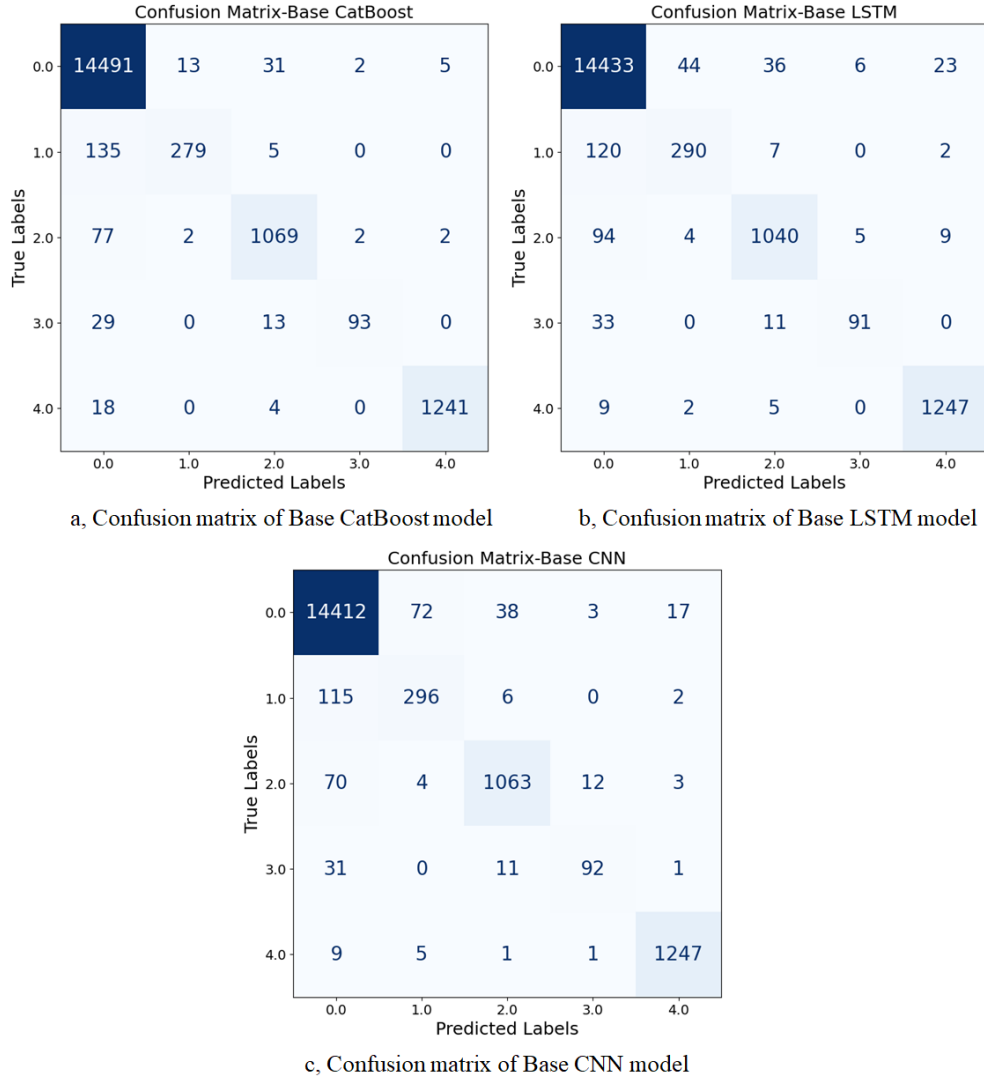 Confusion Matrix-Base CatBoost
0.0 14491 13 31 2 5
1.0 135 279 5 0 0
2.0 77 2 1069 2 2
3.0 29 0 13 93 0
4.0 18 0 4 0 1241
0.0 1.0 2.0 3.0 4.0
True Labels
Predicted Labels
a, Confusion matrix of Base CatBoost model
Confusion Matrix-Base LSTM
0.0 14433 44 36 6 23
1.0 120 290 7 0 2
2.0 94 4 1040 5 9
3.0 33 0 11 91 0
4.0 9 2 5 0 1247
0.0 1.0 2.0 3.0 4.0
True Labels
Predicted Labels
b, Confusion matrix of Base LSTM model
Confusion Matrix-Base CNN
0.0 14412 72 38 3 17
1.0 115 296 6 0 2
2.0 70 4 1063 12 3
3.0 31 0 11 92 1
4.0 9 5 1 1 1247
0.0 1.0 2.0 3.0 4.0
True Labels
Predicted Labels
c, Confusion matrix of Base CNN model